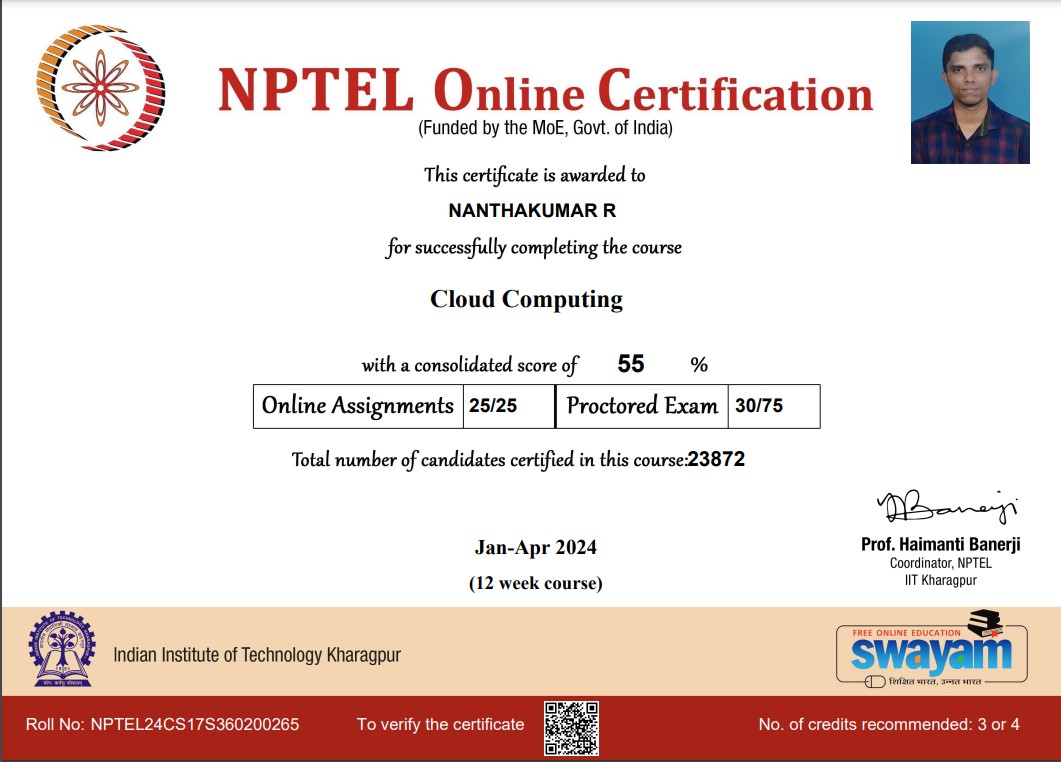 NPTEL Online Certification
(Funded by the MoE, Govt. of India)
This certificate is awarded to
NANTHAKUMAR R
for successfully completing the course
Cloud Computing
with a consolidated score of 55 %
Online Assignments 25/25 Proctored Exam 30/75
Total number of candidates certified in this course:23872
Jan-Apr 2024
(12 week course)
Prof. Haimanti Banerji
Coordinator, NPTEL
IIT Kharagpur
Indian Institute of Technology Kharagpur
FREE ONLINE EDUCATION
swayam
शिक्षित भारत, उन्नत भारत
Roll No: NPTEL24CS17S360200265 To verify the certificate No. of credits recommended: 3 or 4